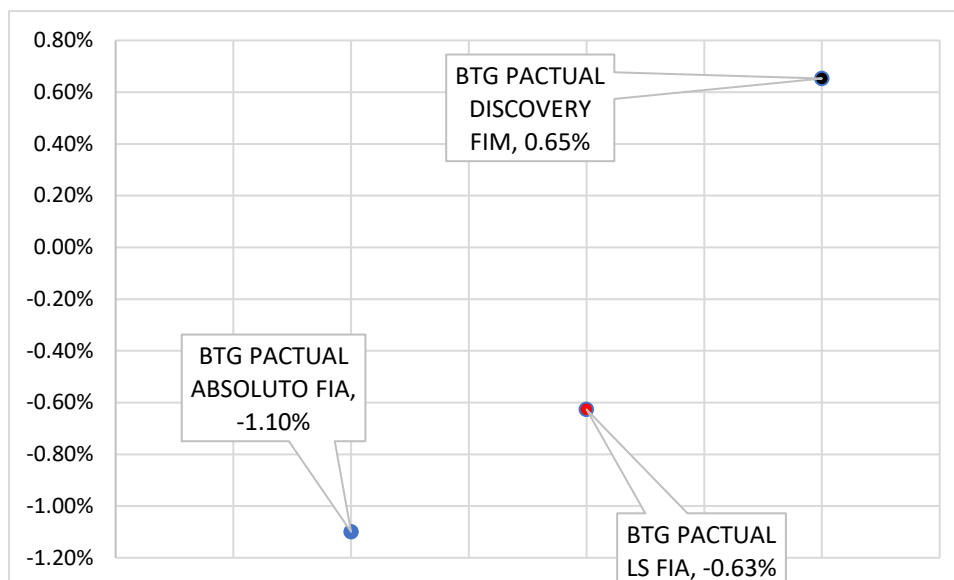 0.80%
0.60%
0.40%
0.20%
0.00%
-0.20%
-0.40%
-0.60%
-0.80%
-1.00%
-1.20%
BTG PACTUAL
DISCOVERY
FIM, 0.65%
BTG PACTUAL
ABSOLUTO FIA,
-1.10%
BTG PACTUAL
LS FIA, -0.63%